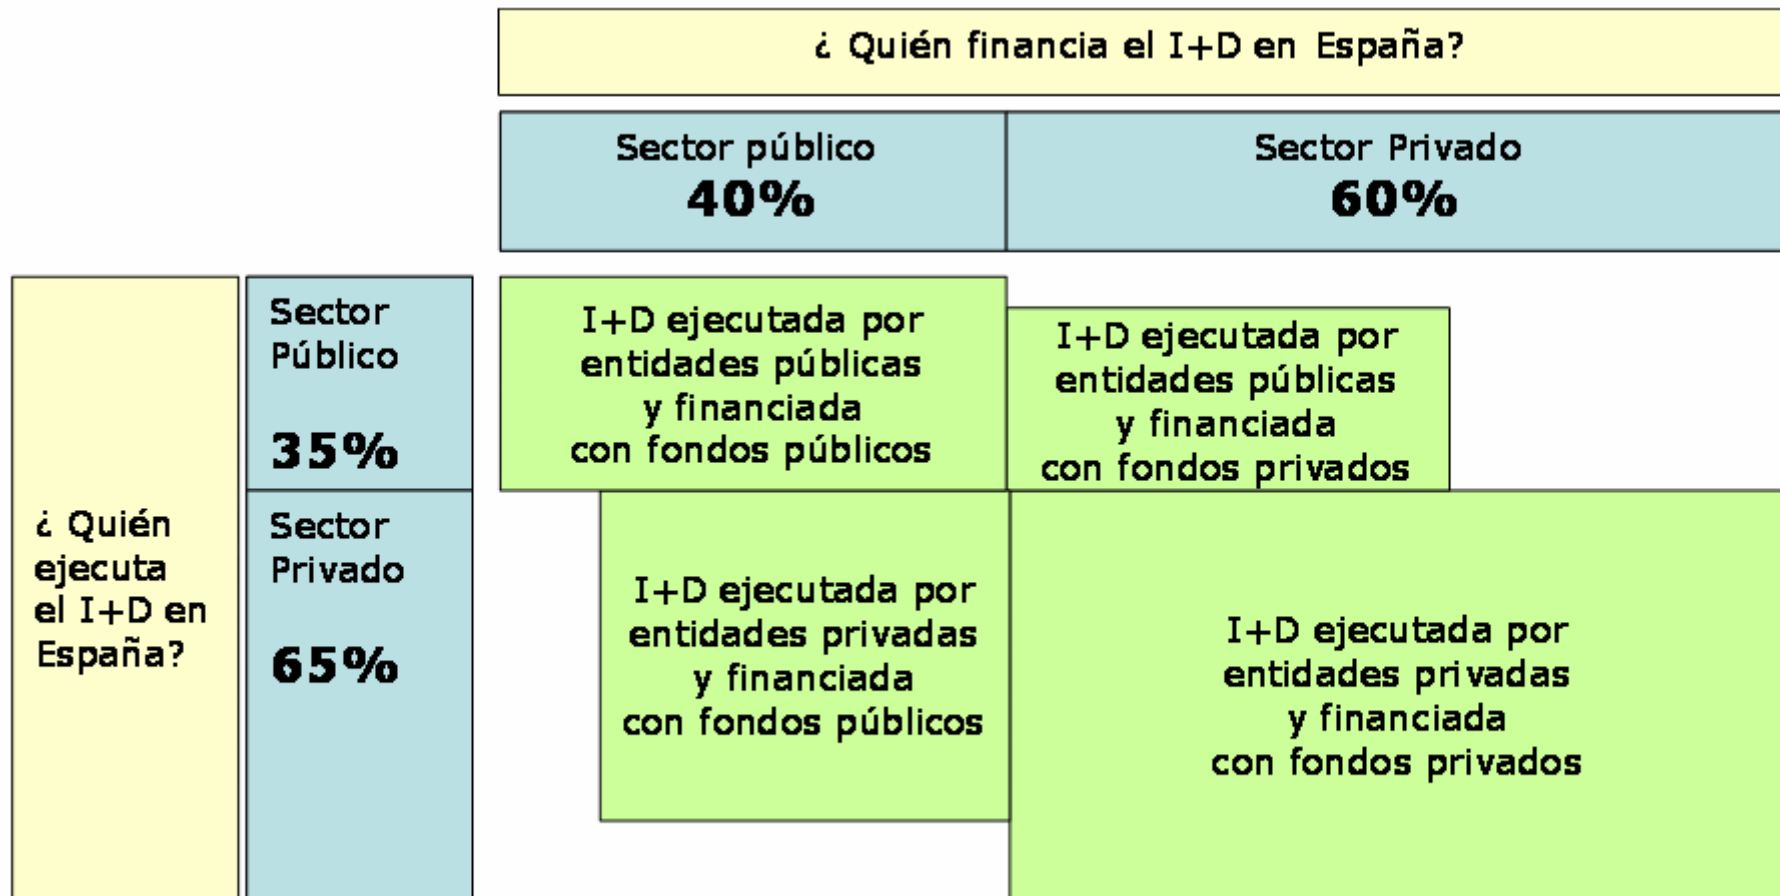 ¿ Quién financia el I+D en España?
Sector público
40%
Sector Privado
60%
Sector
Público
35%
I+D ejecutada por
entidades públicas
y financiada
con fondos públicos
I+D ejecutada por
entidades públicas
y financiada
con fondos privados
¿ Quién
ejecuta
el I+D en
España?
Sector
Privado
65%
I+D ejecutada por
entidades privadas
y financiada
con fondos públicos
I+D ejecutada por
entidades privadas
y financiada
con fondos privados